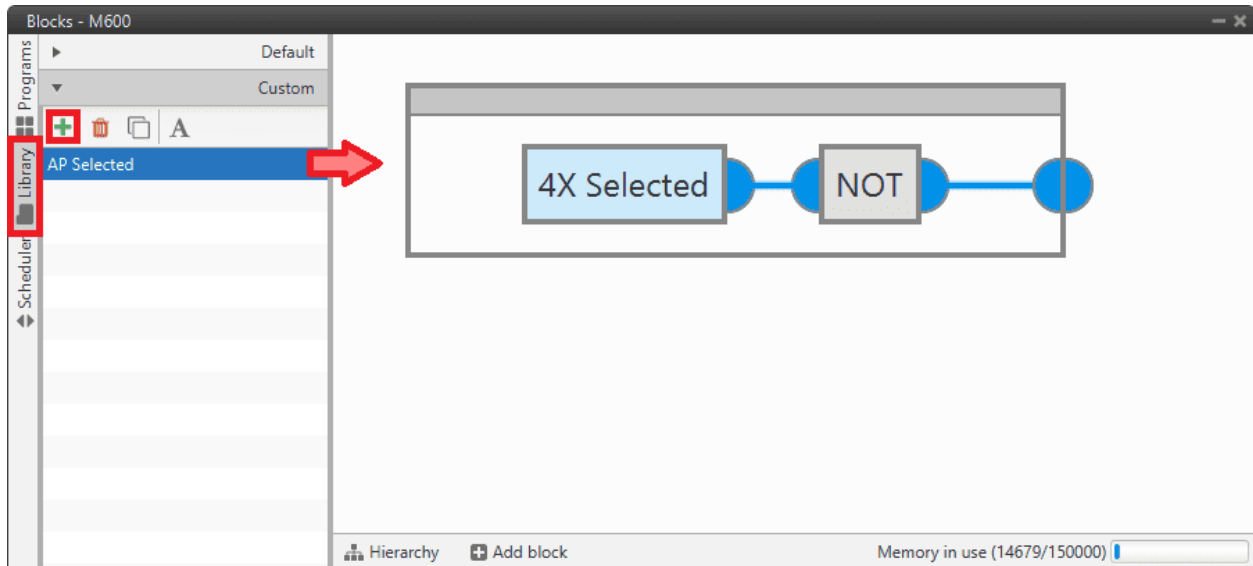 Blocks - M600
Programs
Library
Scheduler
Default
Custom
A
AP Selected
4X Selected
NOT
Hierarchy
Add block
Memory in use (14679/150000)